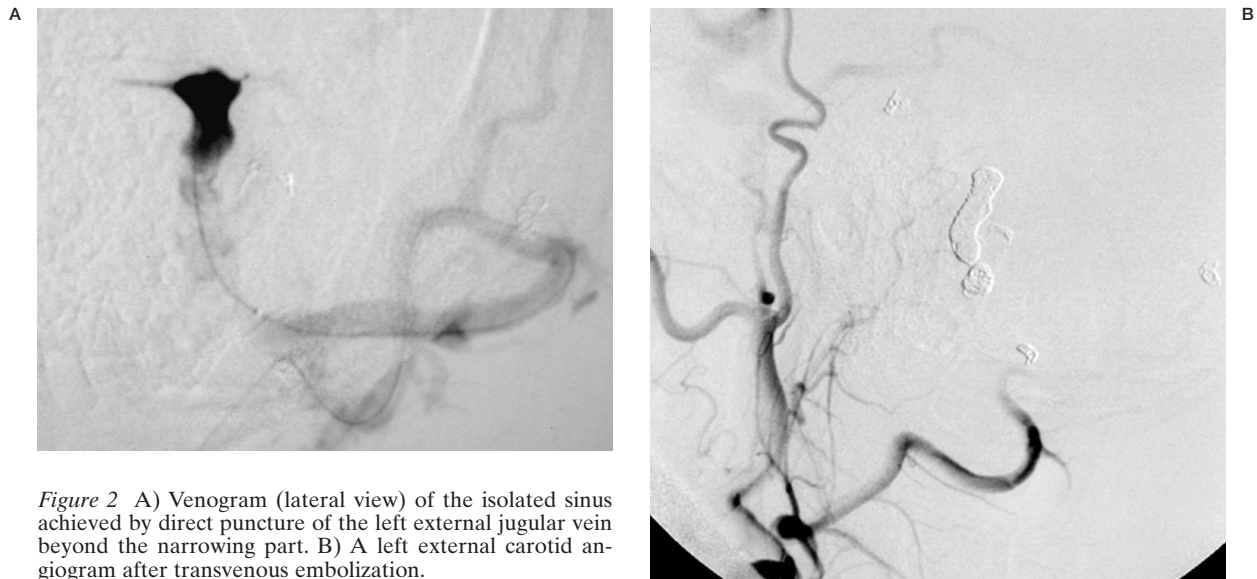 A
B
Figure 2 A) Venogram (lateral view) of the isolated sinus
achieved by direct puncture of the left external jugular vein
beyond the narrowing part. B) A left external carotid an-
giogram after transvenous embolization.